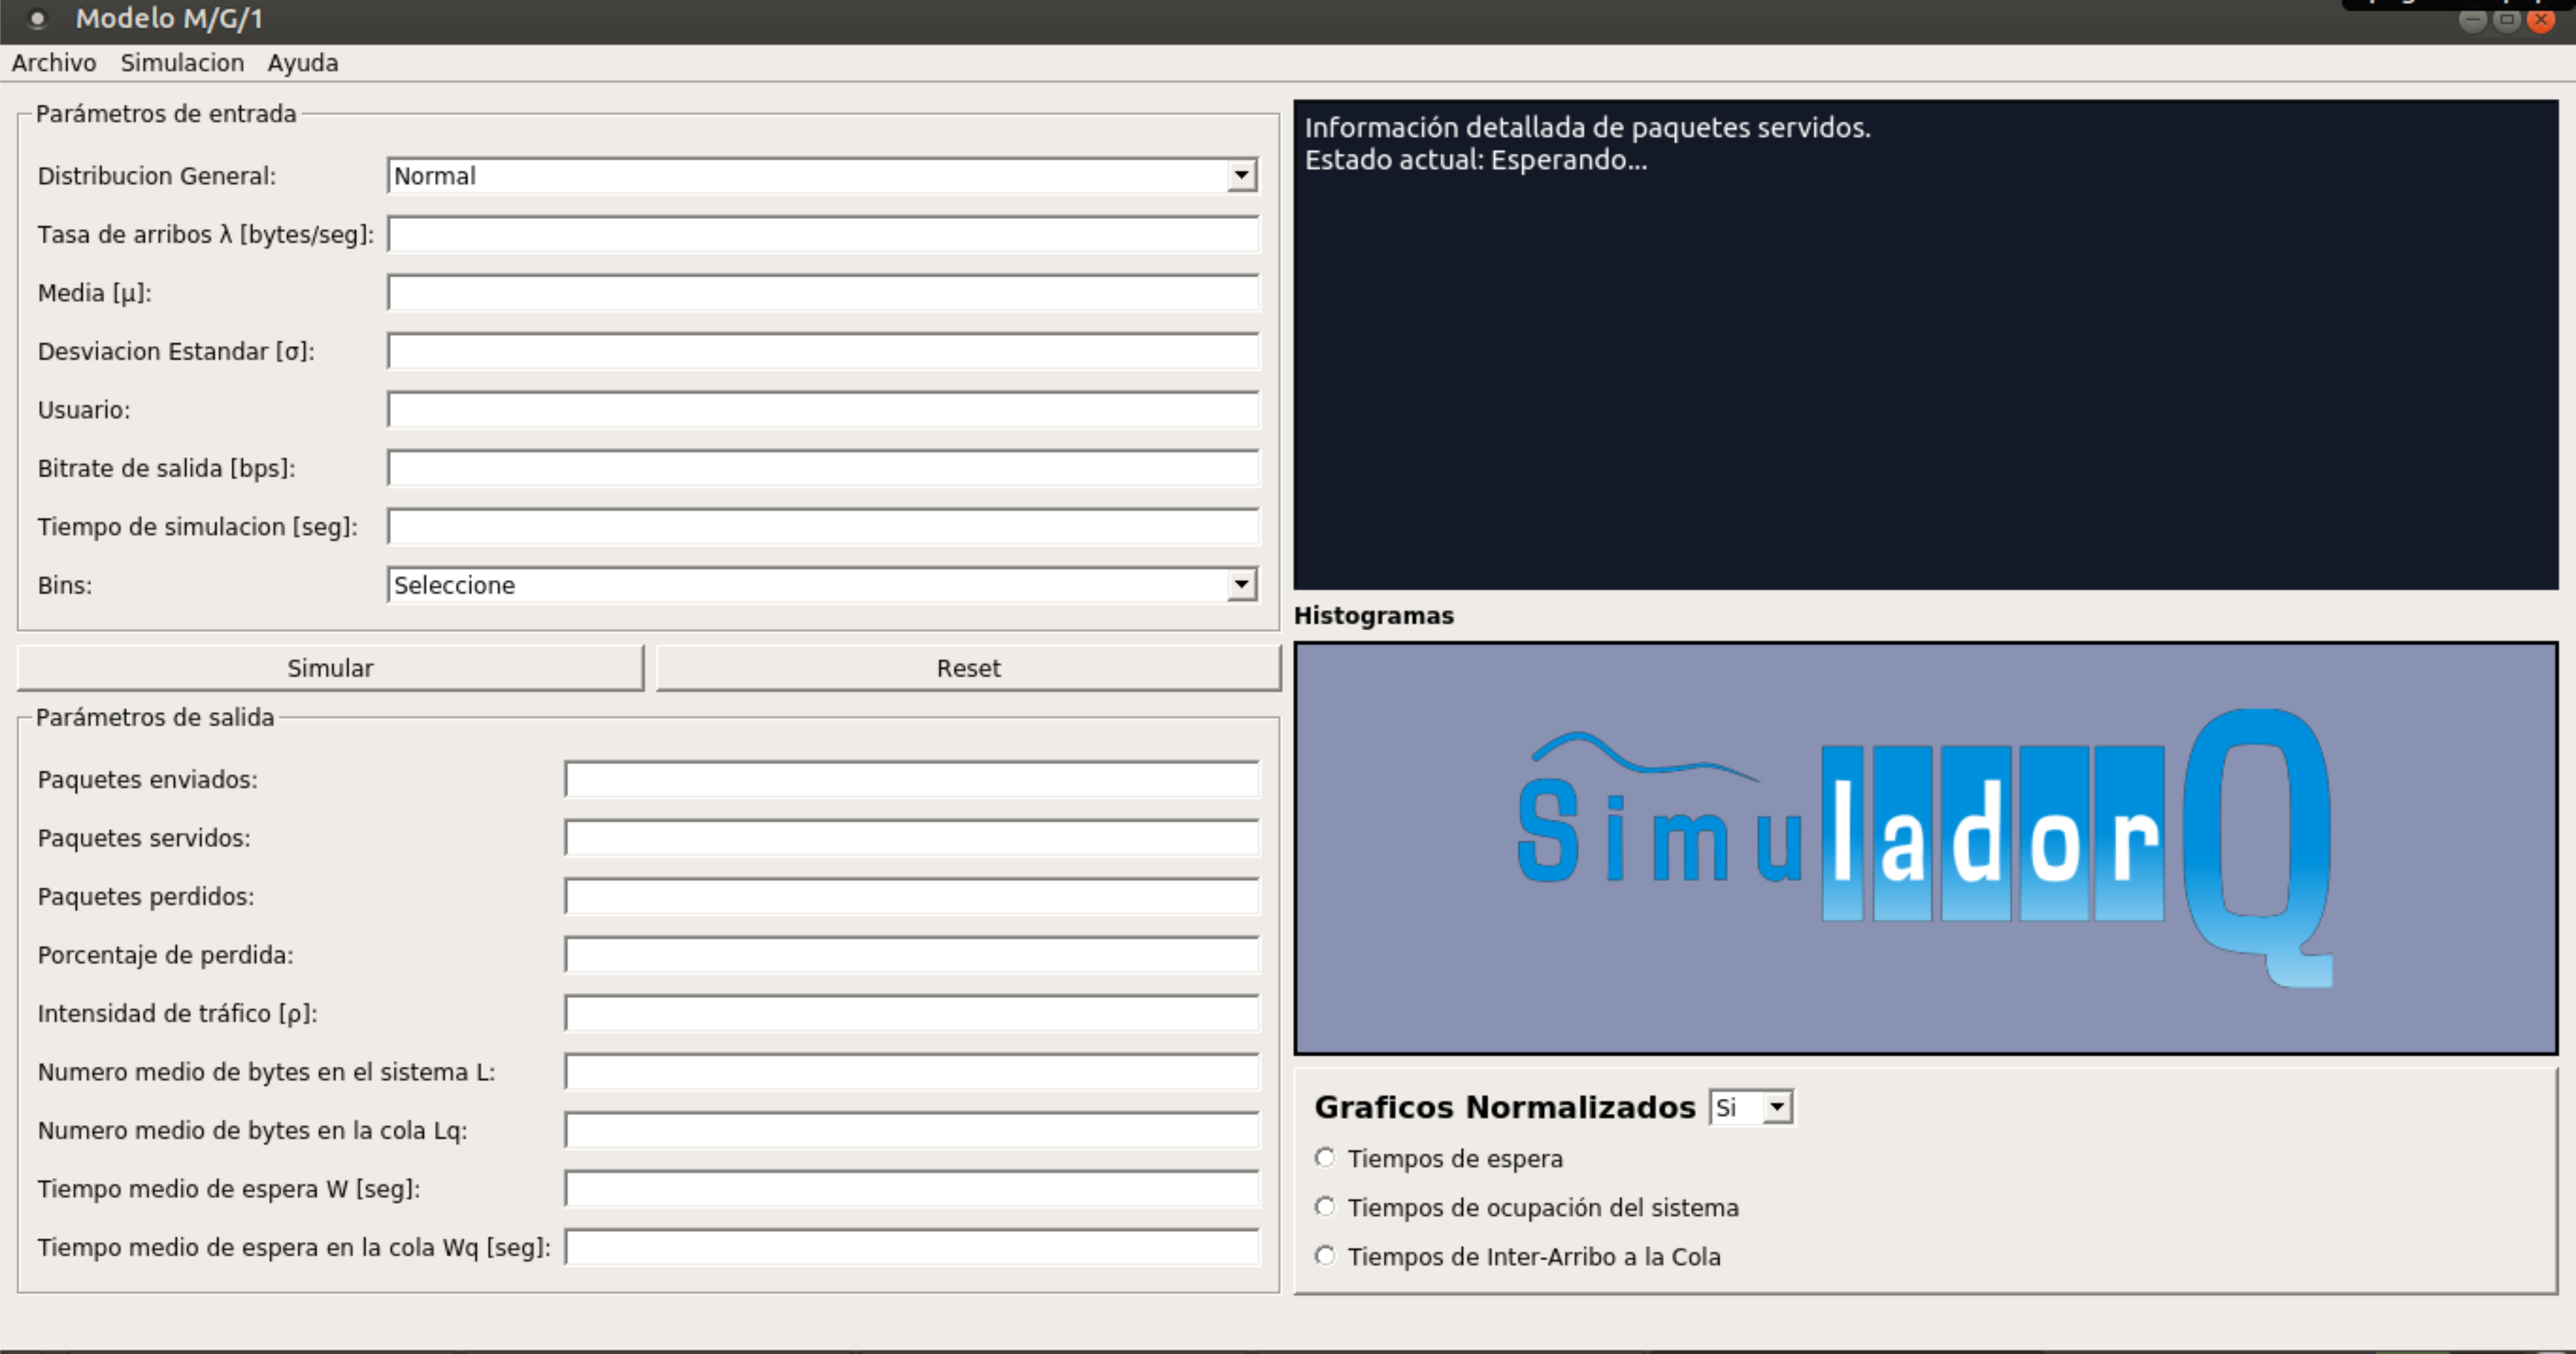 Modelo M/G/1
Archivo Simulacion Ayuda
Parámetros de entrada
Distribucion General: Normal
Tasa de arribos λ [bytes/seg]:
Media [μ]:
Desviacion Estandar [σ]:
Usuario:
Bitrate de salida [bps]:
Tiempo de simulacion [seg]:
Bins: Seleccione
Simular Reset
Parámetros de salida
Paquetes enviados:
Paquetes servidos:
Paquetes perdidos:
Porcentaje de perdida:
Intensidad de tráfico [ρ]:
Numero medio de bytes en el sistema L:
Numero medio de bytes en la cola Lq:
Tiempo medio de espera W [seg]:
Tiempo medio de espera en la cola Wq [seg]:
Información detallada de paquetes servidos.
Estado actual: Esperando...
Histogramas
SimuladorQ
Graficos Normalizados Si
Tiempos de espera
Tiempos de ocupación del sistema
Tiempos de Inter-Arribo a la Cola